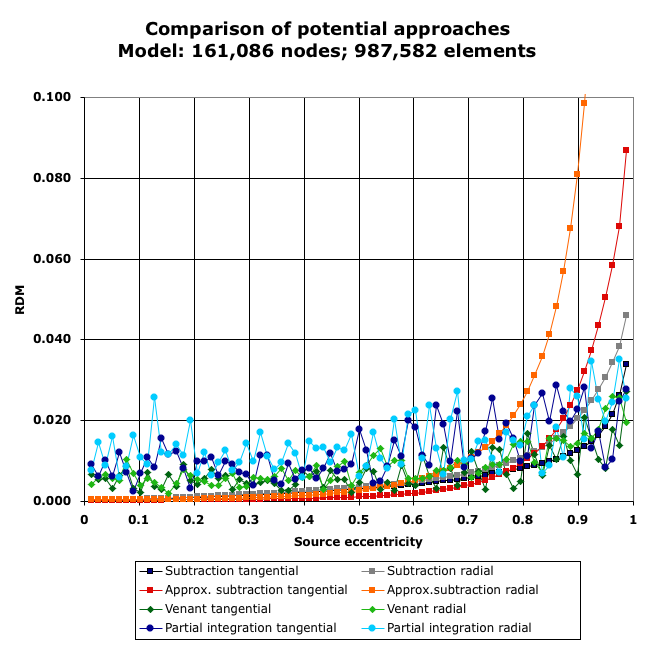 Comparison of potential approaches
Model: 161,086 nodes; 987,582 elements
0.100
0.080
0.060
0.040
0.020
0.000
RDM
0 0.1 0.2 0.3 0.4 0.5 0.6 0.7 0.8 0.9 1
Source eccentricity
Subtraction tangential Subtraction radial
Approx. subtraction tangential Approx.subtraction radial
Venant tangential Venant radial
Partial integration tangential Partial integration radial